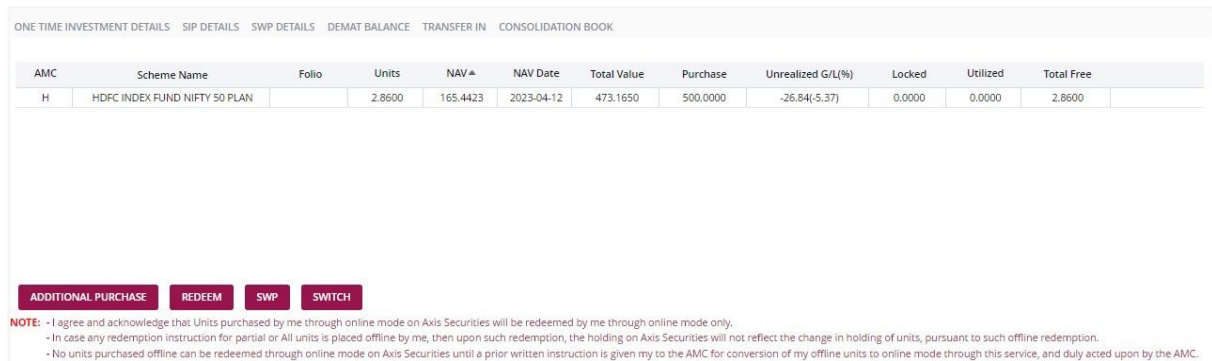 ONE TIME INVESTMENT DETAILS SIP DETAILS SWP DETAILS DEMAT BALANCE TRANSFER IN CONSOLIDATION BOOK
AMC Scheme Name Folio Units NAV▲ NAV Date Total Value Purchase Unrealized G/L(%) Locked Utilized Total Free
H HDFC INDEX FUND NIFTY 50 PLAN 2.8600 165.4423 2023-04-12 473.1650 500.0000 -26.84(-5.37) 0.0000 0.0000 2.8600
ADDITIONAL PURCHASE REDEEM SWP SWITCH
NOTE: - I agree and acknowledge that Units purchased by me through online mode on Axis Securities will be redeemed by me through online mode only.
- In case any redemption instruction for partial or All units is placed offline by me, then upon such redemption, the holding on Axis Securities will not reflect the change in holding of units, pursuant to such offline redemption.
- No units purchased offline can be redeemed through online mode on Axis Securities until a prior written instruction is given my to the AMC for conversion of my offline units to online mode through this service, and duly acted upon by the AMC.